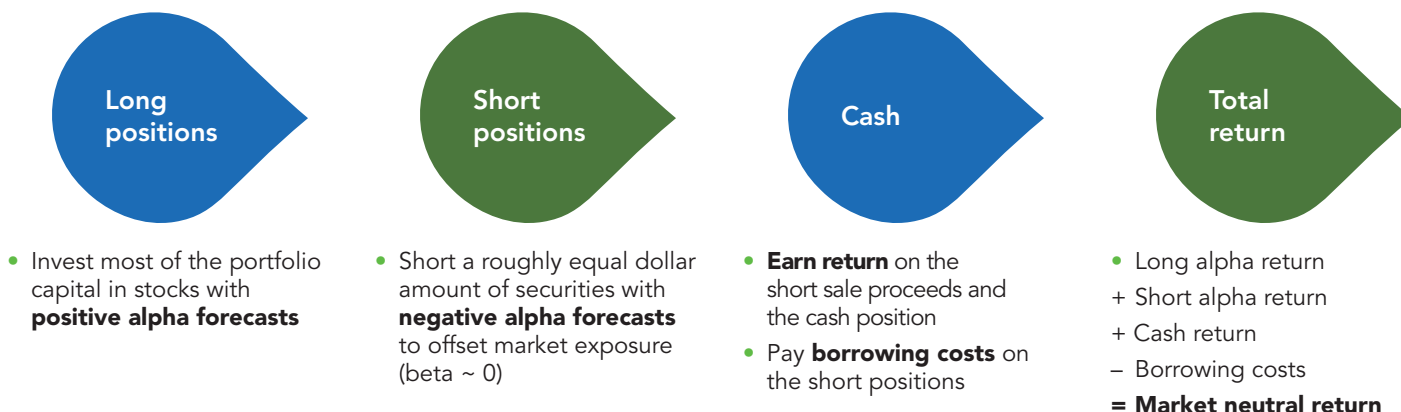 Long
positions
• Invest most of the portfolio
capital in stocks with
positive alpha forecasts
Short
positions
• Short a roughly equal dollar
amount of securities with
negative alpha forecasts
to offset market exposure
(beta ~ 0)
Cash
• Earn return on the
short sale proceeds and
the cash position
• Pay borrowing costs on
the short positions
Total
return
• Long alpha return
+ Short alpha return
+ Cash return
– Borrowing costs
= Market neutral return